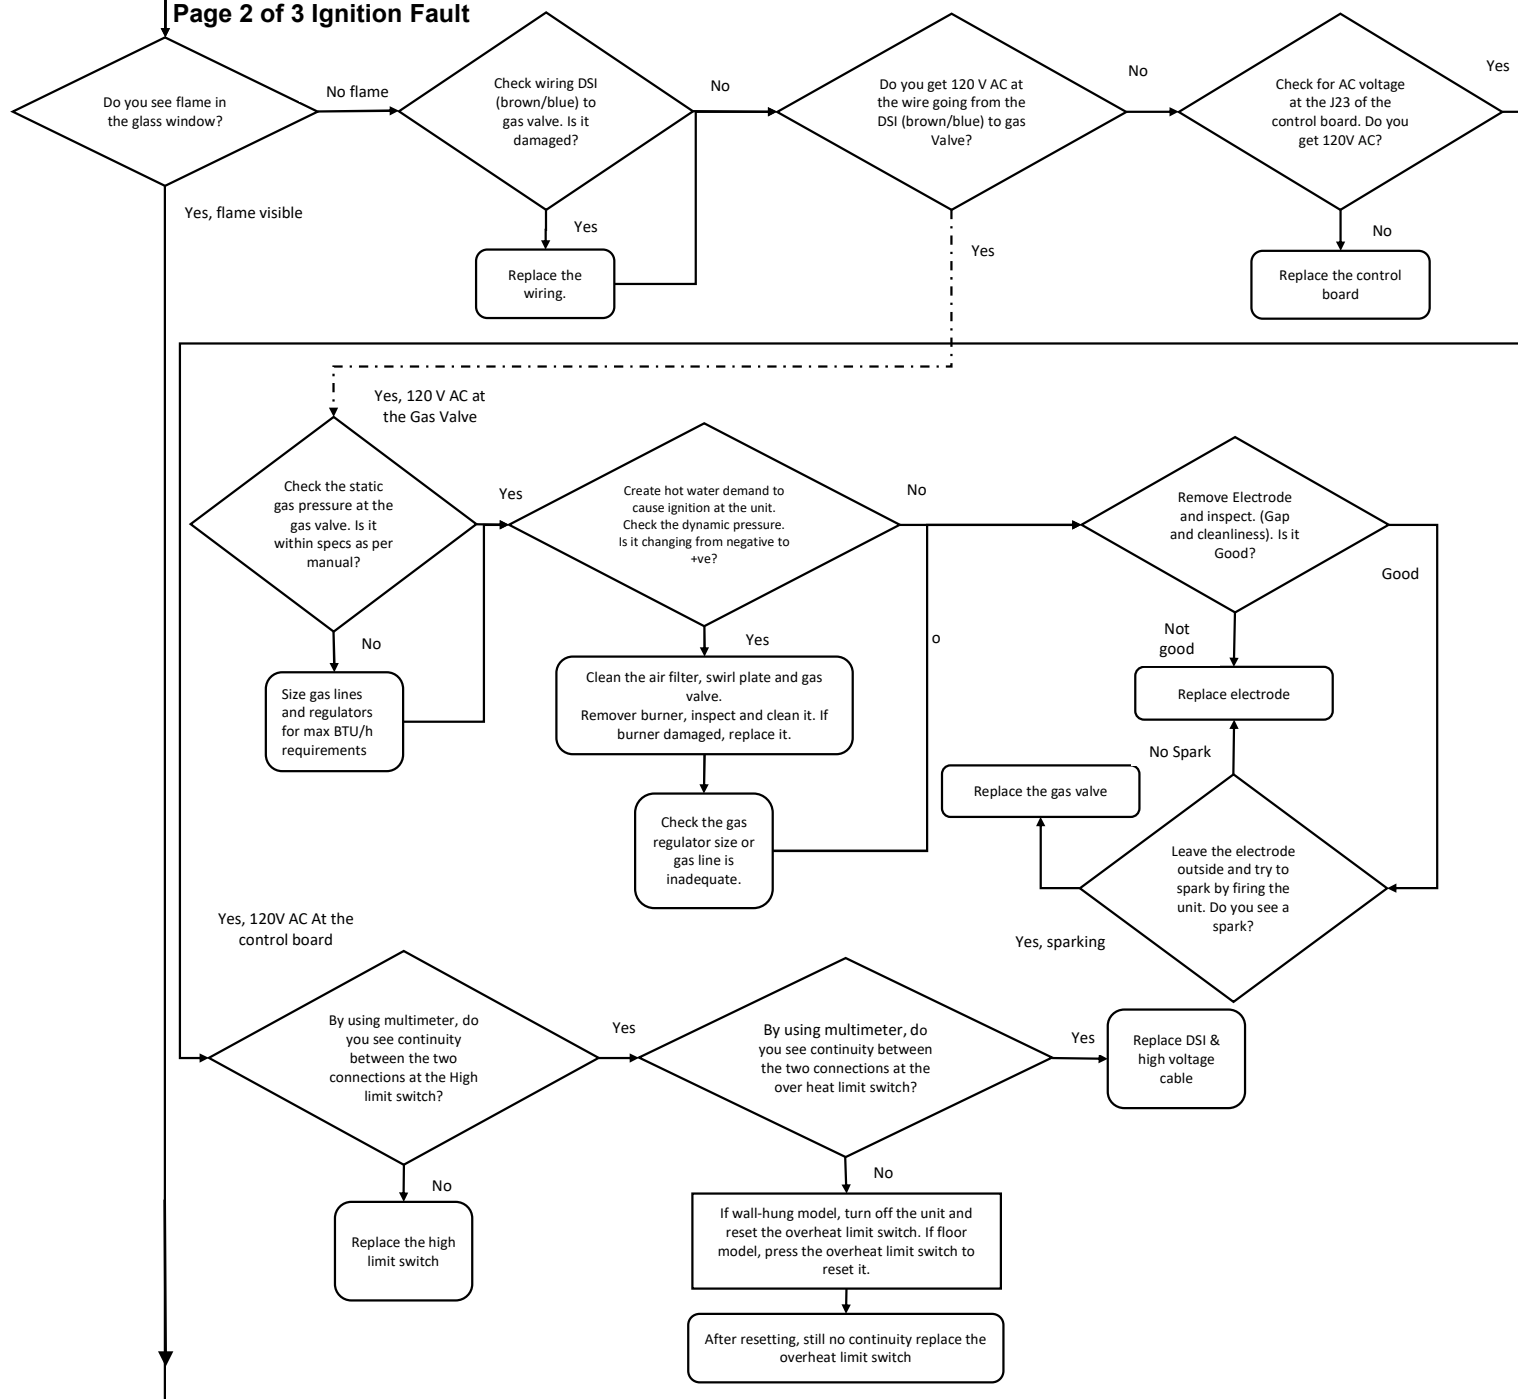 Page 2 of 3 Ignition Fault
Do you see flame in
the glass window?
No flame
Yes, flame visible
Check wiring DSI
(brown/blue) to
gas valve. Is it
damaged?
No
Yes
Replace the
wiring.
Do you get 120 V AC at
the wire going from the
DSI (brown/blue) to gas
Valve?
No
Yes
Check for AC voltage
at the J23 of the
control board. Do you
get 120V AC?
Yes
No
Replace the control
board
Yes, 120 V AC at
the Gas Valve
Check the static
gas pressure at the
gas valve. Is it
within specs as per
manual?
Yes
No
Size gas lines
and regulators
for max BTU/h
requirements
Create hot water demand to
cause ignition at the unit.
Check the dynamic pressure.
Is it changing from negative to
+ve?
No
Yes
Clean the air filter, swirl plate and gas
valve.
Remover burner, inspect and clean it. If
burner damaged, replace it.
Check the gas
regulator size or
gas line is
inadequate.
o
Remove Electrode
and inspect. (Gap
and cleanliness). Is it
Good?
Good
Not
good
Replace electrode
No Spark
Replace the gas valve
Leave the electrode
outside and try to
spark by firing the
unit. Do you see a
spark?
Yes, sparking
Yes, 120V AC At the
control board
By using multimeter, do
you see continuity
between the two
connections at the High
limit switch?
Yes
No
Replace the high
limit switch
By using multimeter, do
you see continuity between
the two connections at the
over heat limit switch?
Yes
Replace DSI &
high voltage
cable
No
If wall-hung model, turn off the unit and
reset the overheat limit switch. If floor
model, press the overheat limit switch to
reset it.
After resetting, still no continuity replace the
overheat limit switch